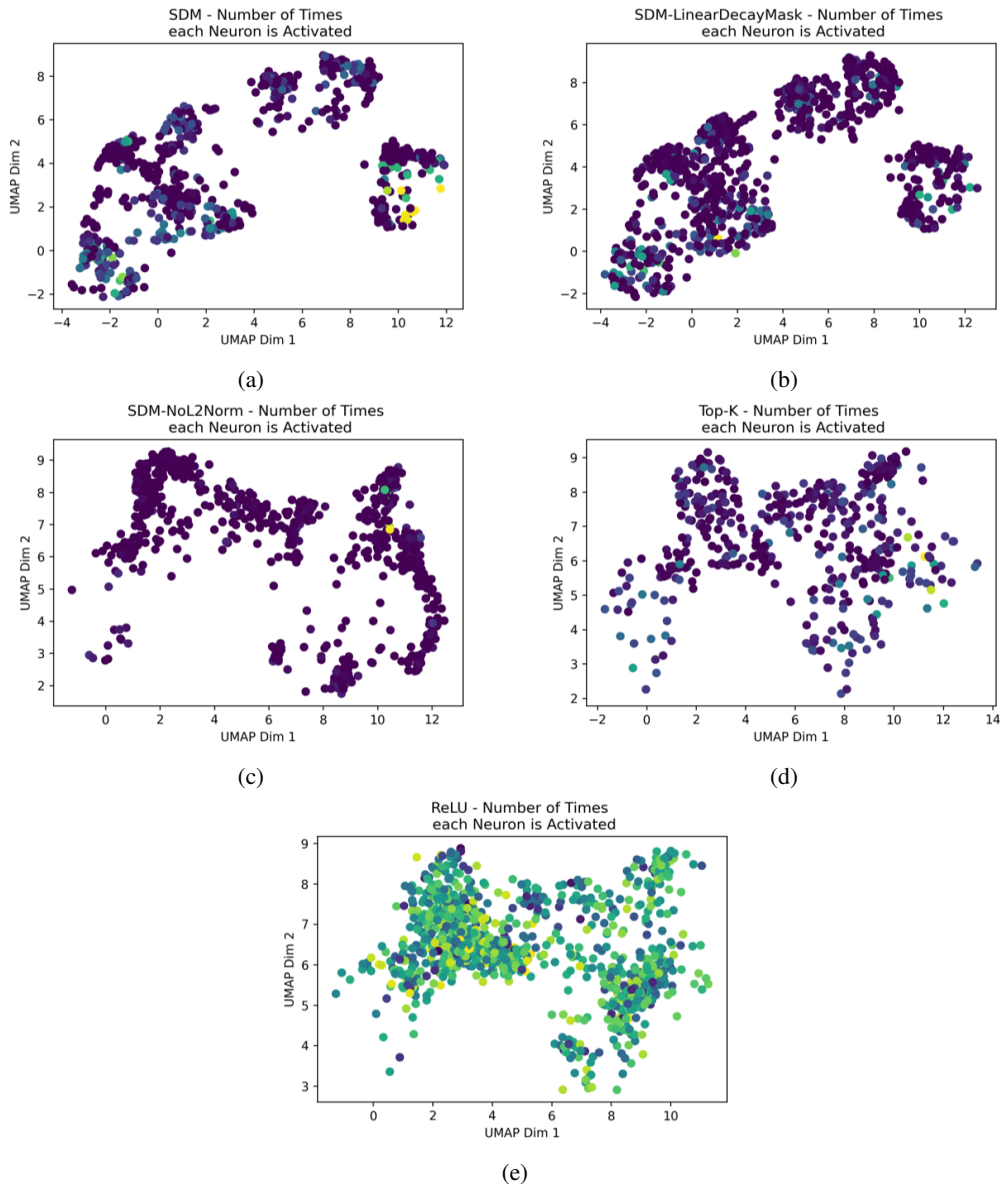 SDM - Number of Times
each Neuron is Activated
UMAP Dim 2
8
6
4
2
0
−2
−4 −2 0 2 4 6 8 10 12
UMAP Dim 1
(a)
SDM-LinearDecayMask - Number of Times
each Neuron is Activated
UMAP Dim 2
8
6
4
2
0
−2
−4 −2 0 2 4 6 8 10 12
UMAP Dim 1
(b)
SDM-NoL2Norm - Number of Times
each Neuron is Activated
UMAP Dim 2
9
8
7
6
5
4
3
2
0 2 4 6 8 10 12
UMAP Dim 1
(c)
Top-K - Number of Times
each Neuron is Activated
UMAP Dim 2
9
8
7
6
5
4
3
2
−2 0 2 4 6 8 10 12 14
UMAP Dim 1
(d)
ReLU - Number of Times
each Neuron is Activated
UMAP Dim 2
9
8
7
6
5
4
3
0 2 4 6 8 10
UMAP Dim 1
(e)